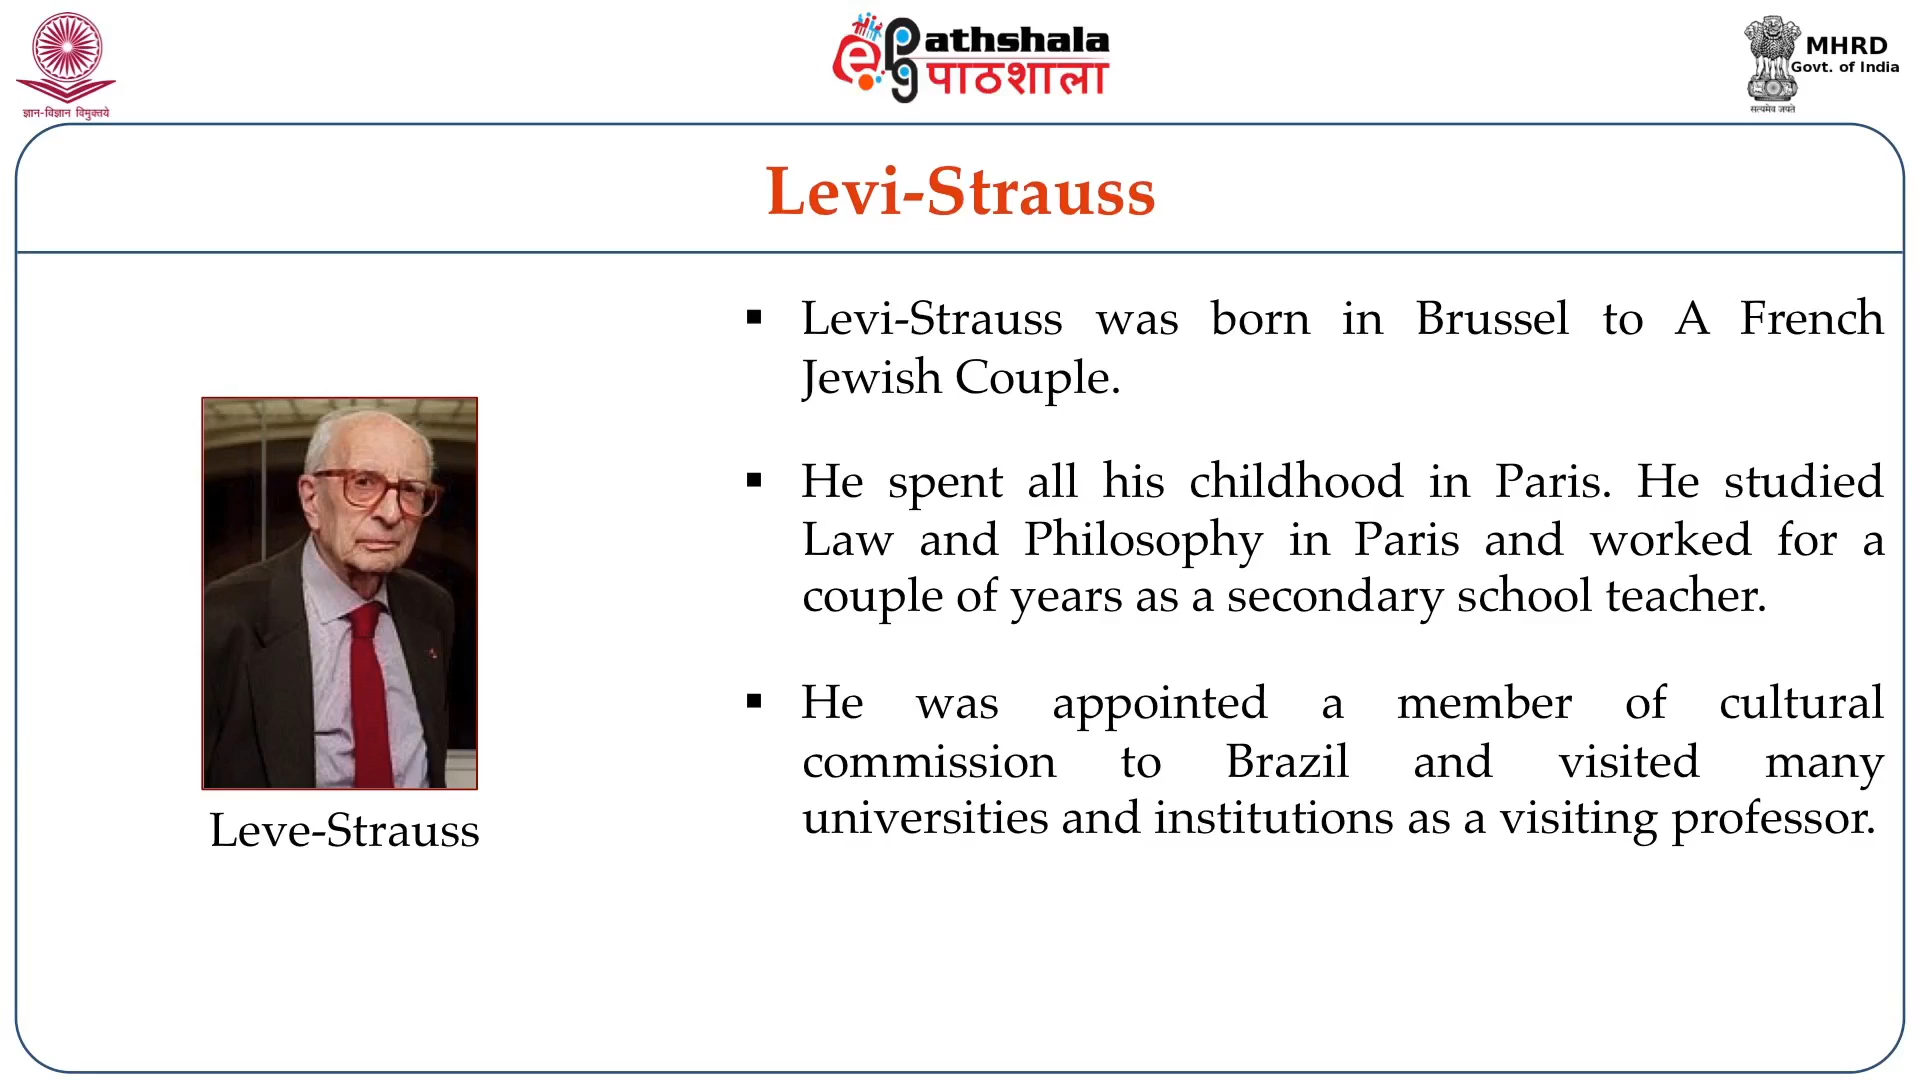 ज्ञान-विज्ञान विमुक्तये
ePathshala
पाठशाला
MHRD
Govt. of India
सत्यमेव जयते
Levi-Strauss
▪ Levi-Strauss was born in Brussel to A French
Jewish Couple.
▪ He spent all his childhood in Paris. He studied
Law and Philosophy in Paris and worked for a
couple of years as a secondary school teacher.
▪ He was appointed a member of cultural
commission to Brazil and visited many
universities and institutions as a visiting professor.
Leve-Strauss